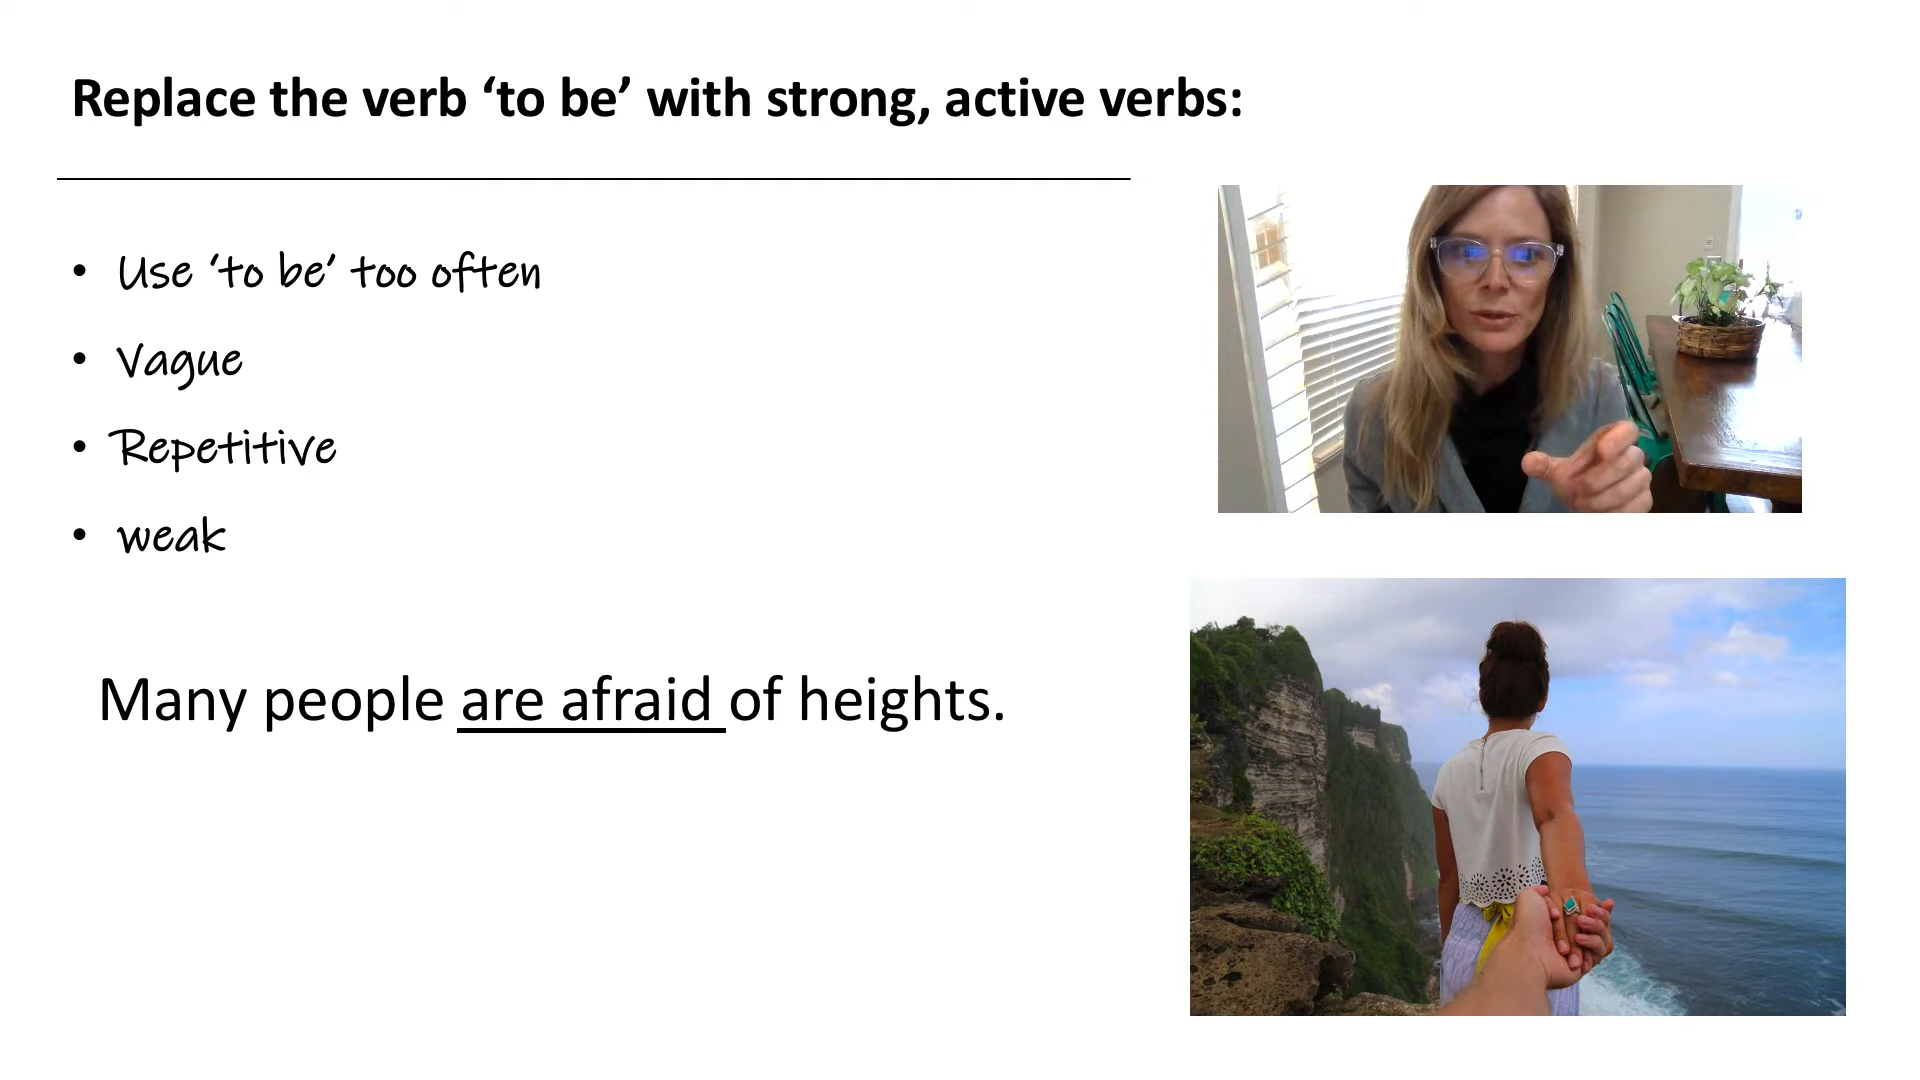 Replace the verb ‘to be’ with strong, active verbs:
• Use ‘to be’ too often
• Vague
• Repetitive
• weak
Many people are afraid of heights.